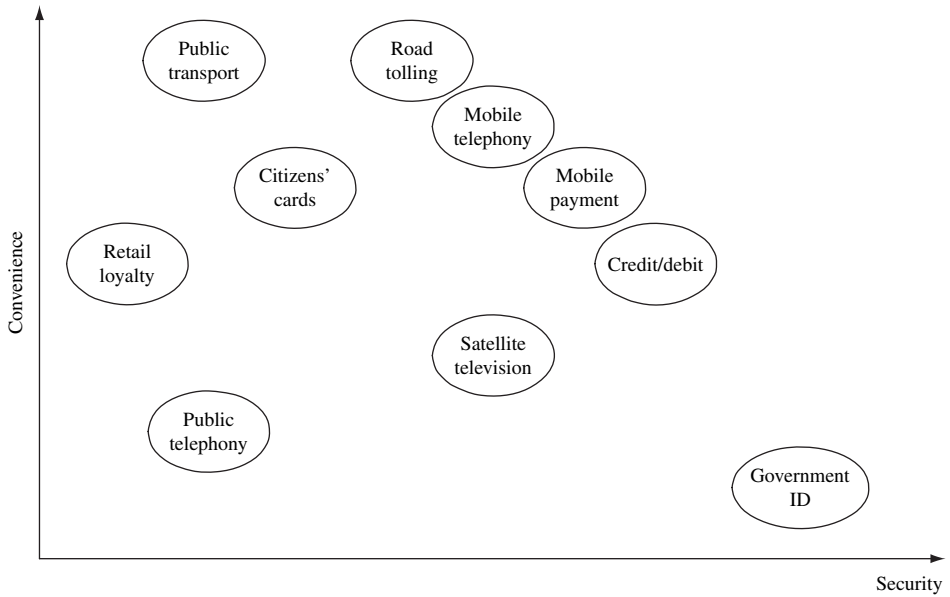 Public
transport
Road
tolling
Mobile
telephony
Citizens'
cards
Mobile
payment
Retail
loyalty
Credit/debit
Convenience
Satellite
television
Public
telephony
Government
ID
Security